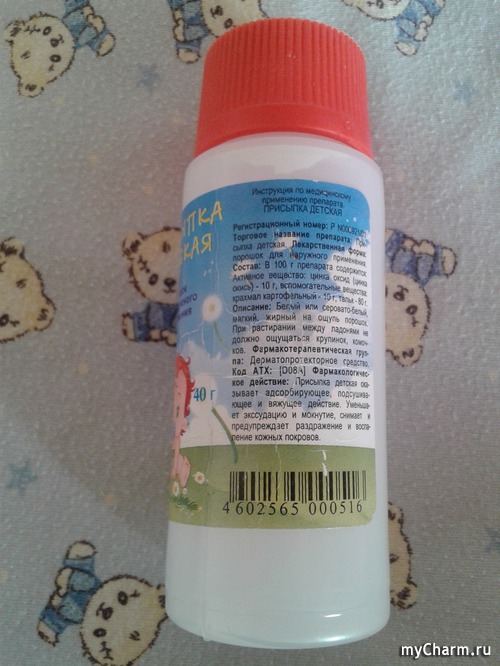 ЫПКА
КАЯ
40 г
Инструкция по медицинскому
применению препарата
ПРИСЫПКА ДЕТСКАЯ
Регистрационный номер: Р
Торговое название препарата: При-
сыпка детская. Лекарственная форма:
порошок для наружного применения.
Состав: В 100 г препарата содержится:
Активное вещество: цинка оксид (цинка
окись) - 10 г, вспомогательные вещества:
крахмал картофельный - 10 г, тальк - 80 г.
Описание: Белый или серовато-белый,
мягкий, жирный на ощупь порошок.
При растирании между ладонями не
должно ощущаться крупинок, комоч-
ков. Фармакотерапевтическая груп-
па: Дерматопротекторное средство.
Код АТХ: Фармакологичес-
кое действие: Присыпка детская ока-
зывает адсорбирующее, подсушива-
ющее и вяжущее действие. Уменьша-
ет экссудацию и мокнутие, снимает и
предупреждает раздражение и воспа-
ление кожных покровов.
4 602565 000516
myCharm.ru